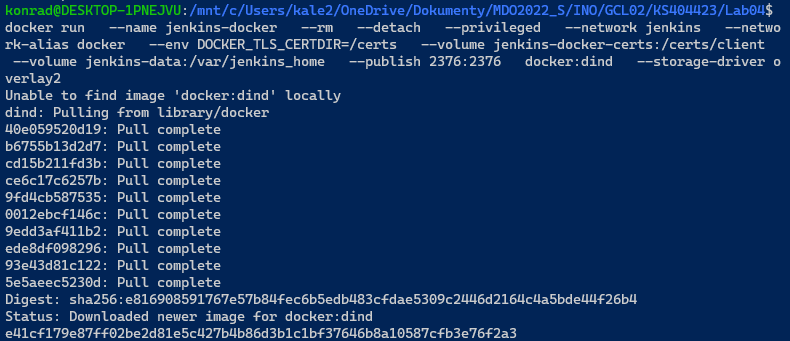 konrad@DESKTOP-1PNEJVU:/mnt/c/Users/kale2/OneDrive/Dokumenty/MDO2022_S/INO/GCL02/KS404423/Lab04$
docker run   --name jenkins-docker   --rm   --detach   --privileged   --network jenkins   --netwo
rk-alias docker   --env DOCKER_TLS_CERTDIR=/certs   --volume jenkins-docker-certs:/certs/client
 --volume jenkins-data:/var/jenkins_home   --publish 2376:2376   docker:dind   --storage-driver o
verlay2
Unable to find image 'docker:dind' locally
dind: Pulling from library/docker
40e059520d19: Pull complete
b6755b13d2d7: Pull complete
cd15b211fd3b: Pull complete
ce6c17c6257b: Pull complete
9fd4cb587535: Pull complete
0012ebcf146c: Pull complete
9edd3af411b2: Pull complete
ede8df098296: Pull complete
93e43d81c122: Pull complete
5e5aeec5230d: Pull complete
Digest: sha256:e816908591767e57b84fec6b5edb483cfdae5309c2446d2164c4a5bde44f26b4
Status: Downloaded newer image for docker:dind
e41cf179e87ff02be2d81e5c427b4b86d3b1c1bf37646b8a10587cfb3e76f2a3